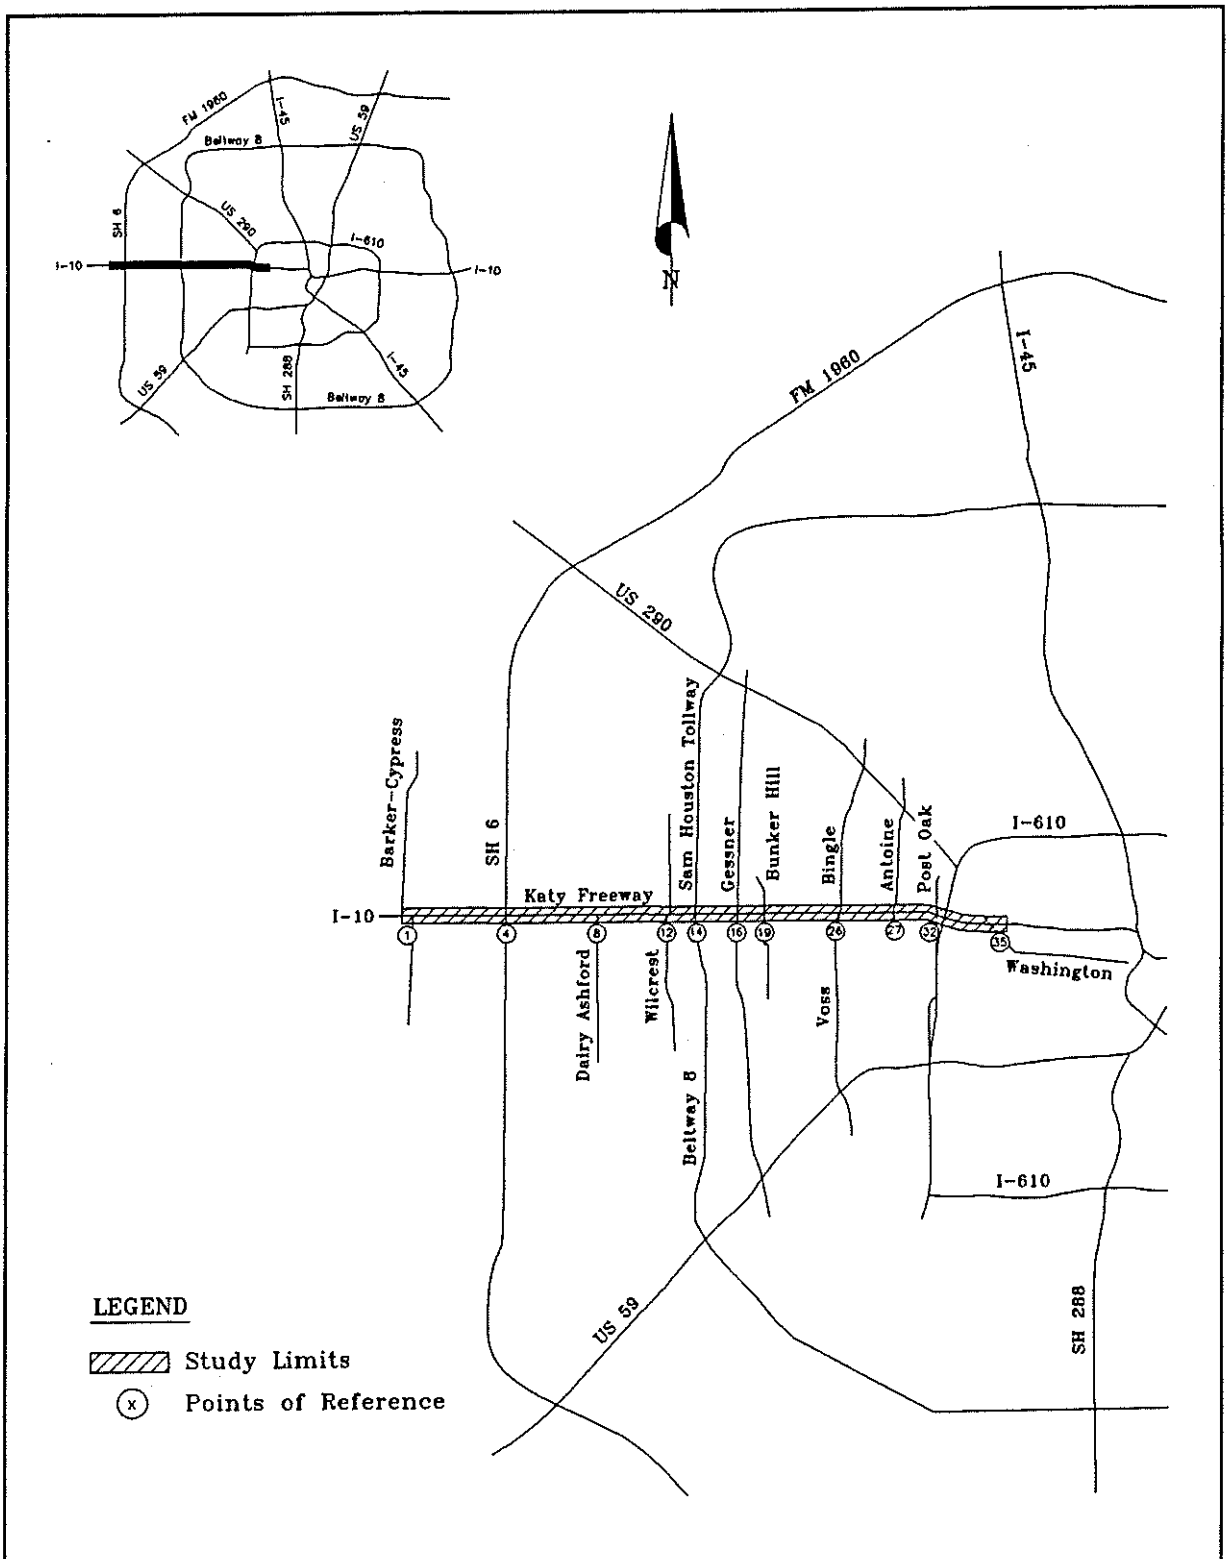 FM 1960
I-45
US 59
Beltway 8
SH 6
US 290
I-610
I-10
I-10
US 59
SH 288
I-45
Beltway 8
N
I-45
FM 1960
US 290
Barker-Cypress
SH 6
Sam Houston Tollway
Gessner
Bunker Hill
Bingle
Antoine
Post Oak
I-610
Katy Freeway
I-10
1
4
8
12
14
16
19
26
27
32
35
Washington
Dairy Ashford
Wilcrest
Voss
Beltway 8
I-610
US 59
SH 288
LEGEND
Study Limits
x Points of Reference